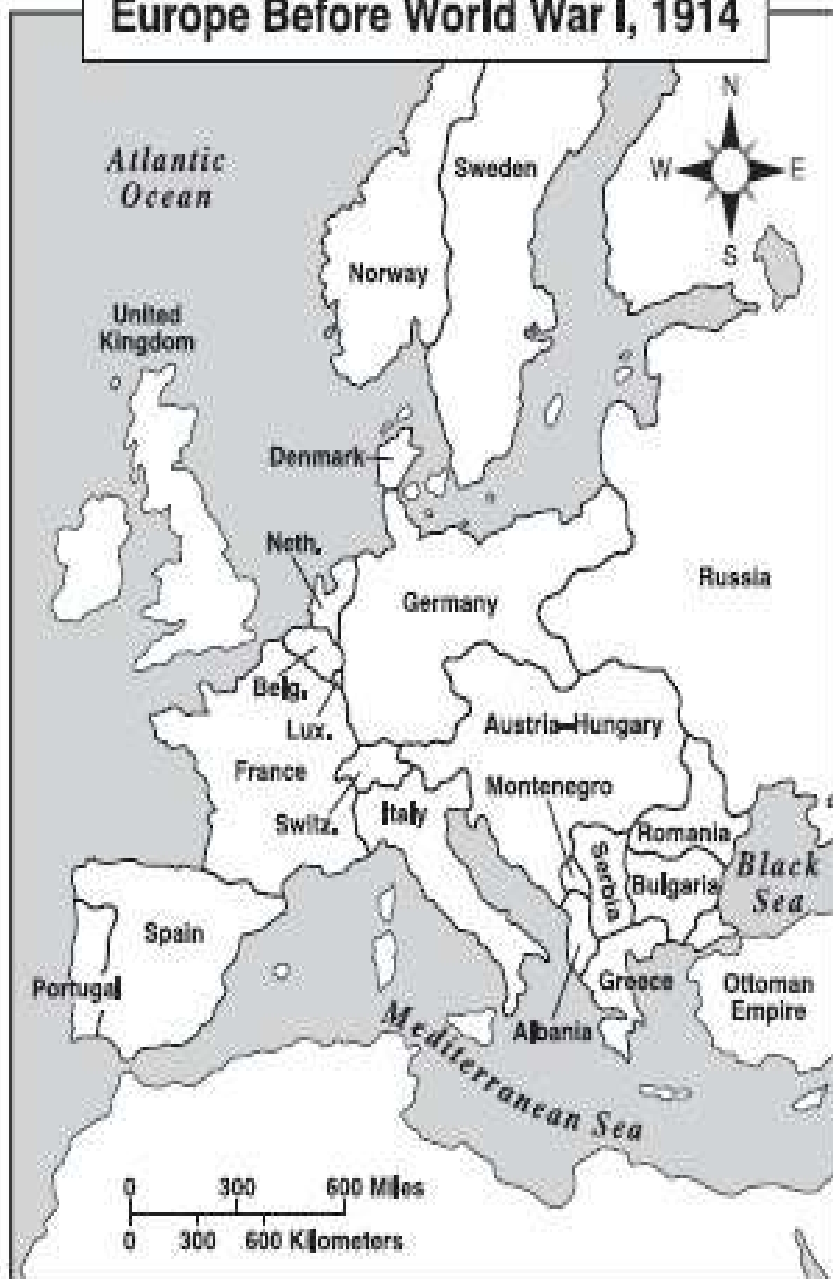 Europe Before World War I, 1914
N
Atlantic
Ocean
Sweden
W
E
S
Norway
United
Kingdom
Denmark
Neth.
Russia
Germany
Belg.
Lux.
Austria-Hungary
France
Montenegro
Switz.
Italy
Romania
Serbia
Black
Sea
Bulgaria
Spain
Portugal
Greece
Ottoman
Empire
Albania
Mediterranean Sea
0 300 600 Miles
0 300 600 Kilometers